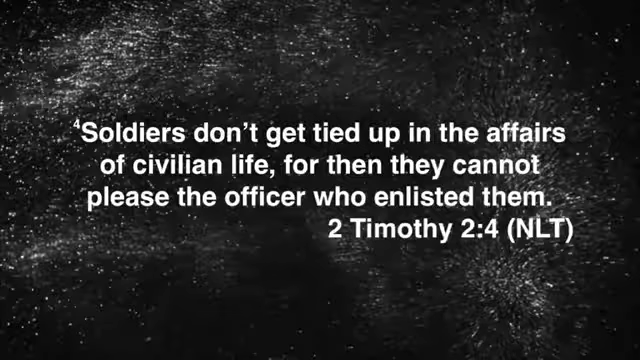 ⁴Soldiers don't get tied up in the affairs
of civilian life, for then they cannot
please the officer who enlisted them.
2 Timothy 2:4 (NLT)